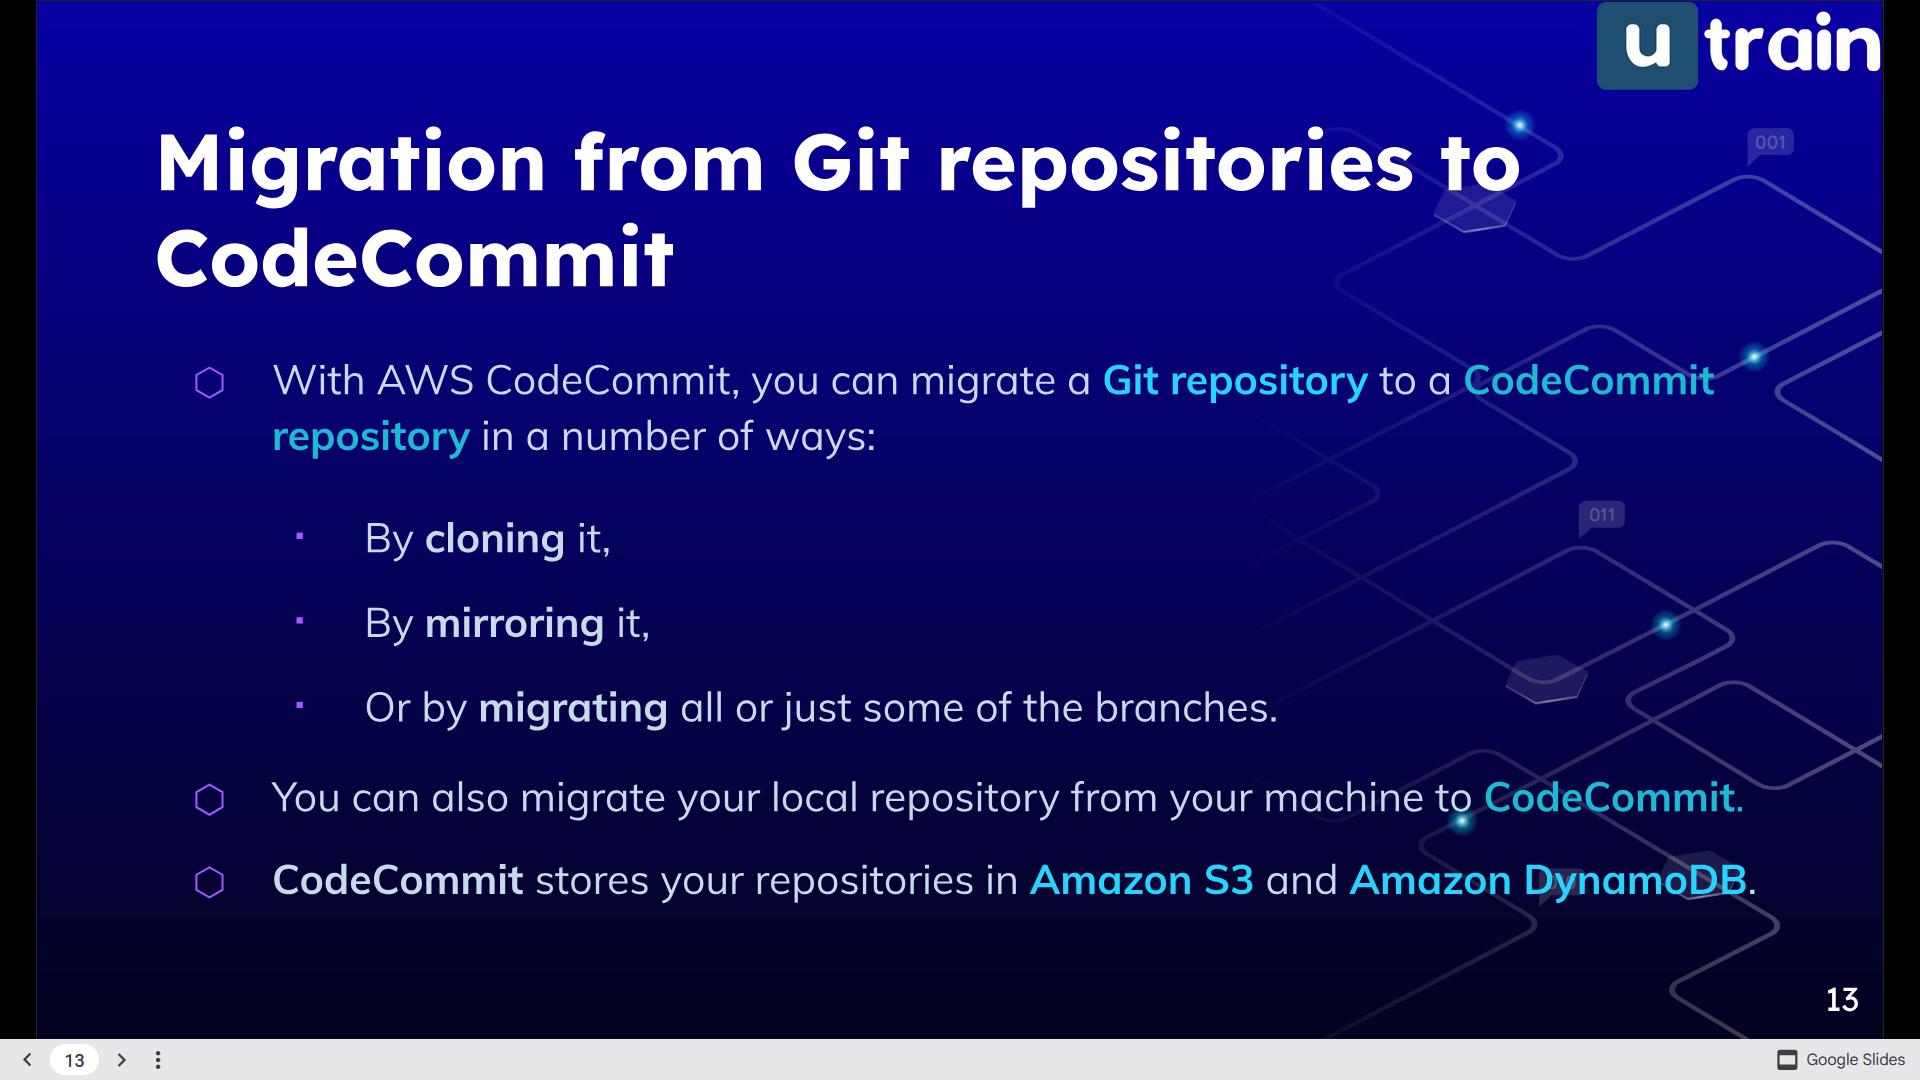 u train
001
Migration from Git repositories to
CodeCommit
With AWS CodeCommit, you can migrate a Git repository to a CodeCommit
repository in a number of ways:
By cloning it,
011
By mirroring it,
Or by migrating all or just some of the branches.
You can also migrate your local repository from your machine to CodeCommit.
CodeCommit stores your repositories in Amazon S3 and Amazon DynamoDB.
13
13
Google Slides